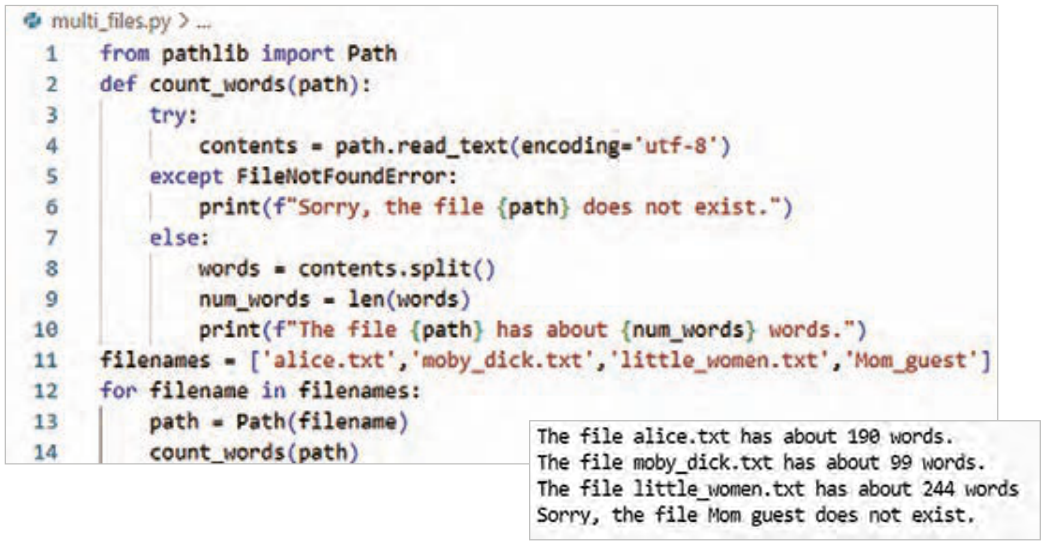 multi_files.py > ...
1 from pathlib import Path
2 def count_words(path):
3 try:
4 contents = path.read_text(encoding='utf-8')
5 except FileNotFoundError:
6 print(f"Sorry, the file {path} does not exist.")
7 else:
8 words = contents.split()
9 num_words = len(words)
10 print(f"The file {path} has about {num_words} words.")
11 filenames = ['alice.txt','moby_dick.txt','little_women.txt','Mom_guest']
12 for filename in filenames:
13 path = Path(filename)
14 count_words(path)
The file alice.txt has about 190 words.
The file moby_dick.txt has about 99 words.
The file little_women.txt has about 244 words
Sorry, the file Mom guest does not exist.